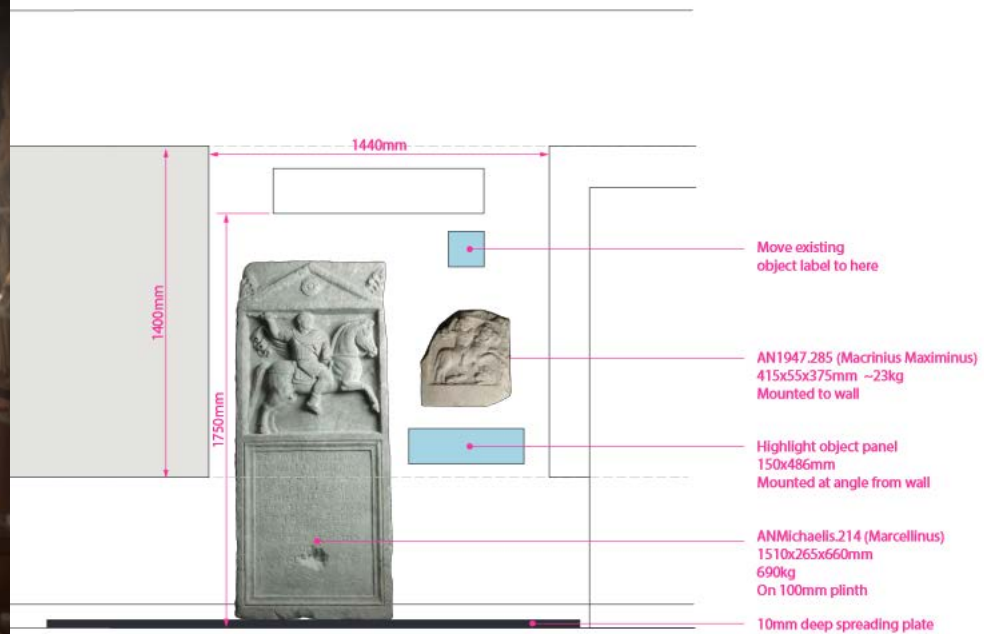 1440mm
1400mm
1750mm
Move existing
object label to here
AN1947.285 (Macrinius Maximinus)
415x55x375mm ~23kg
Mounted to wall
Highlight object panel
150x486mm
Mounted at angle from wall
ANMichaelis.214 (Marcellinus)
1510x265x660mm
690kg
On 100mm plinth
10mm deep spreading plate